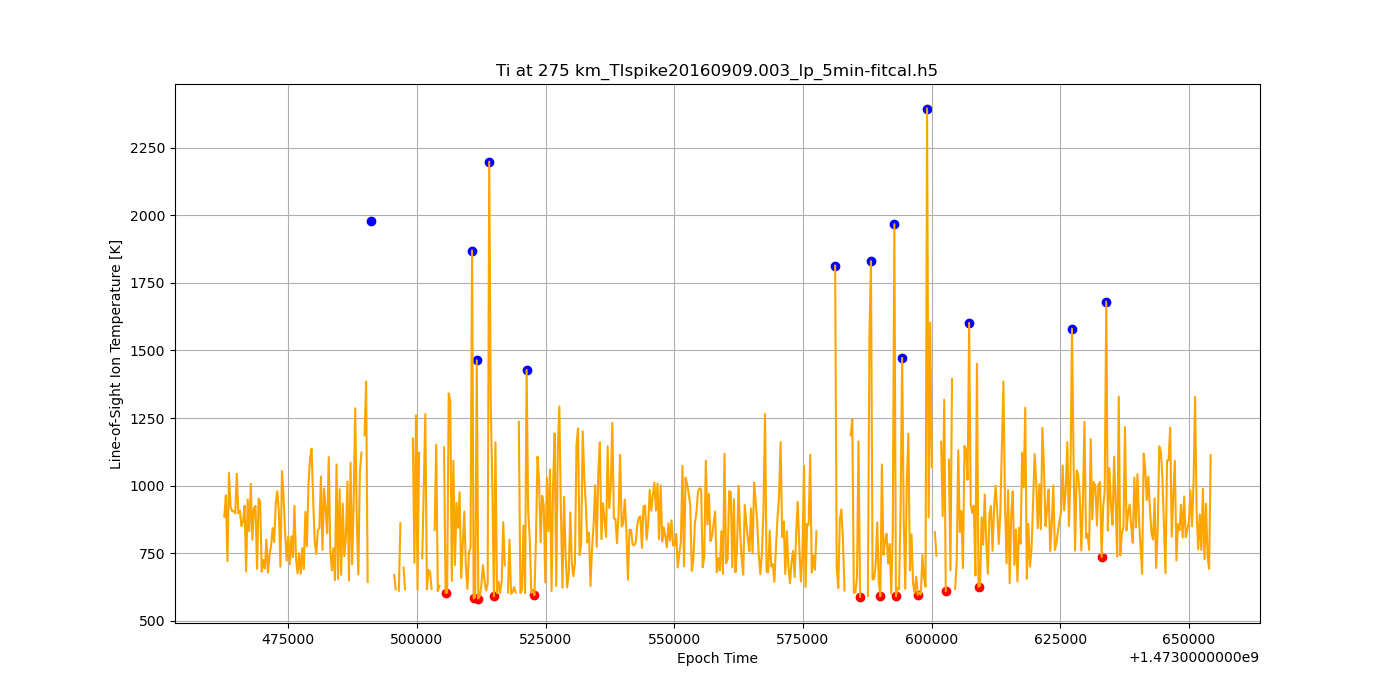 Ti at 275 km_TIspike20160909.003_lp_5min-fitcal.h5
Line-of-Sight Ion Temperature [K]
2250
2000
1750
1500
1250
1000
750
500
475000 500000 525000 550000 575000 600000 625000 650000
Epoch Time
+1.4730000000e9